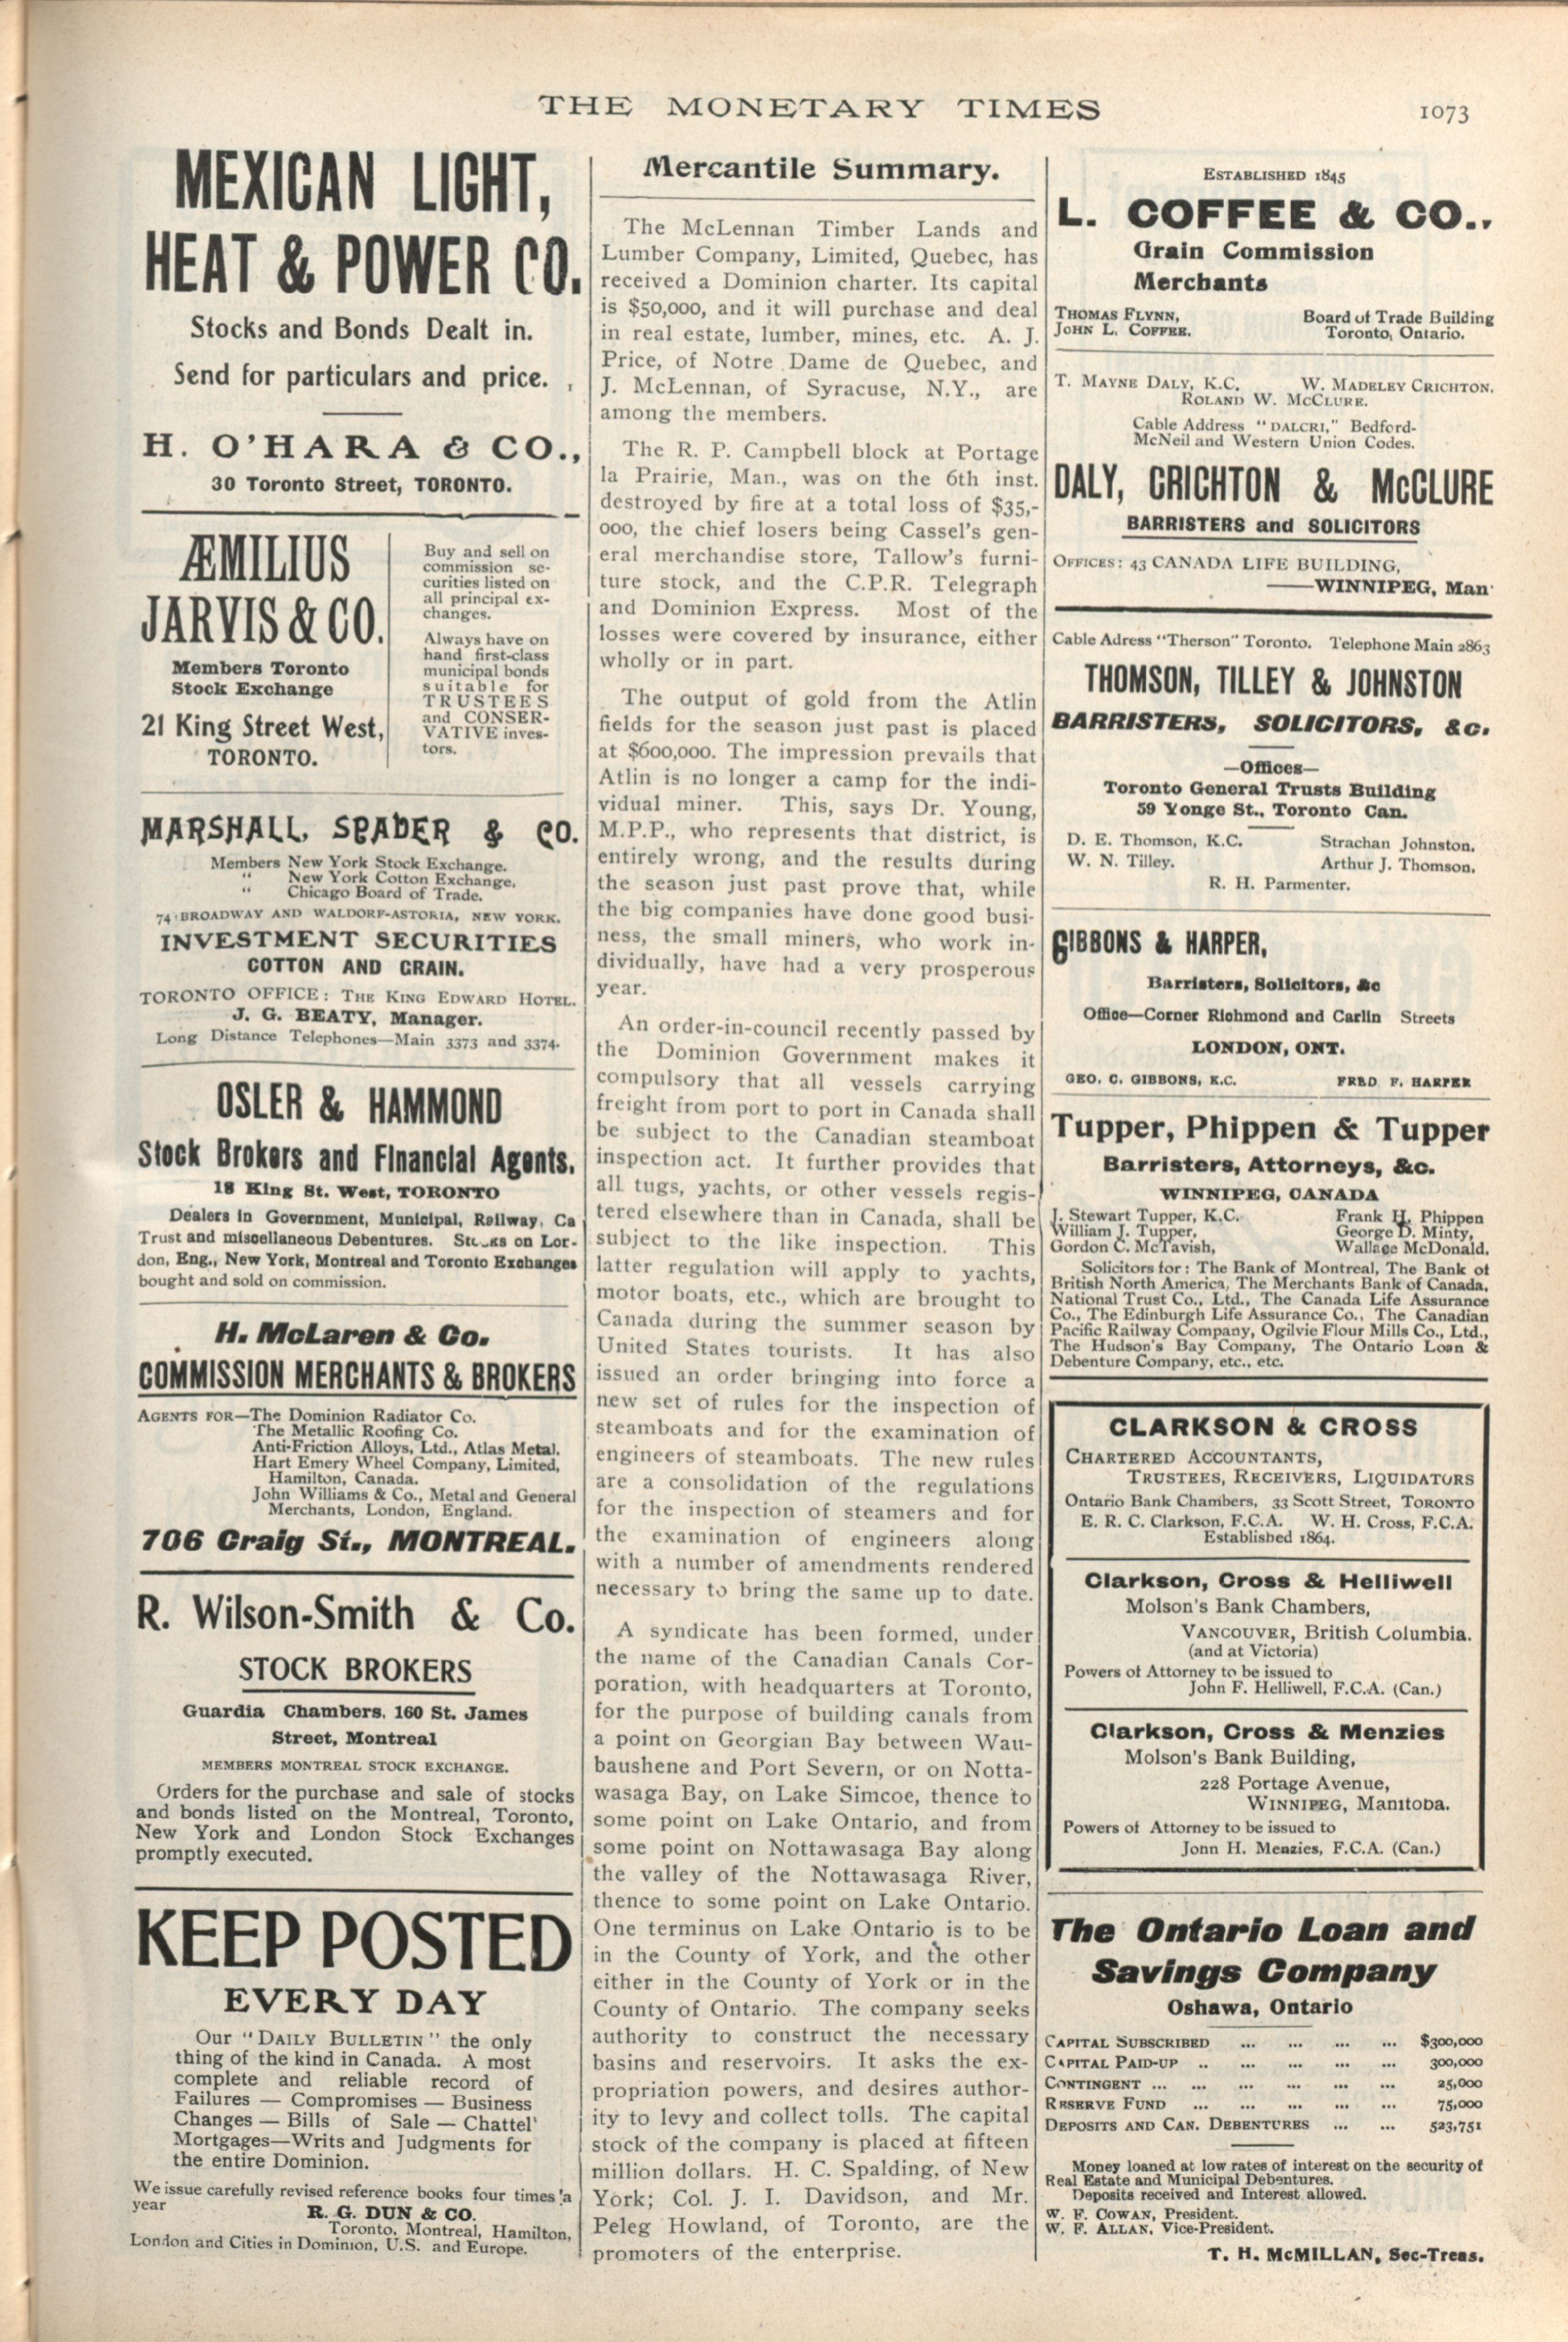 THE MONETARY TIMES
1073
MEXICAN LIGHT,
HEAT & POWER CO.
Stocks and Bonds Dealt in.
Send for particulars and price.
H. O'HARA & CO.,
30 Toronto Street, TORONTO.
ÆMILIUS
JARVIS & CO.
Members Toronto
Stock Exchange
21 King Street West,
TORONTO.
Buy and sell on
commission se-
curities listed on
all principal ex-
changes.
Always have on
hand first-class
municipal bonds
suitable for
TRUSTEES
and CONSER-
VATIVE inves-
tors.
MARSHALL, SPADER & CO.
Members New York Stock Exchange.
" New York Cotton Exchange,
" Chicago Board of Trade.
74 BROADWAY AND WALDORF-ASTORIA, NEW YORK.
INVESTMENT SECURITIES
COTTON AND GRAIN.
TORONTO OFFICE: THE KING EDWARD HOTEL.
J. G. BEATY, Manager.
Long Distance Telephones—Main 3373 and 3374.
OSLER & HAMMOND
Stock Brokers and Financial Agents.
18 King St. West, TORONTO
Dealers in Government, Municipal, Railway, Ca
Trust and miscellaneous Debentures. Stocks on Lor-
don, Eng., New York, Montreal and Toronto Exchanges
bought and sold on commission.
H. McLaren & Co.
COMMISSION MERCHANTS & BROKERS
AGENTS FOR—The Dominion Radiator Co.
The Metallic Roofing Co.
Anti-Friction Alloys, Ltd., Atlas Metal.
Hart Emery Wheel Company, Limited,
Hamilton, Canada.
John Williams & Co., Metal and General
Merchants, London, England.
706 Craig St., MONTREAL.
R. Wilson-Smith & Co.
STOCK BROKERS
Guardia Chambers, 160 St. James
Street, Montreal
MEMBERS MONTREAL STOCK EXCHANGE.
Orders for the purchase and sale of stocks
and bonds listed on the Montreal, Toronto,
New York and London Stock Exchanges
promptly executed.
KEEP POSTED
EVERY DAY
Our "DAILY BULLETIN" the only
thing of the kind in Canada. A most
complete and reliable record of
Failures — Compromises — Business
Changes — Bills of Sale — Chattel
Mortgages—Writs and Judgments for
the entire Dominion.
We issue carefully revised reference books four times a
year
R. G. DUN & CO.
Toronto, Montreal, Hamilton,
London and Cities in Dominion, U.S. and Europe.
Mercantile Summary.
The McLennan Timber Lands and
Lumber Company, Limited, Quebec, has
received a Dominion charter. Its capital
is $50,000, and it will purchase and deal
in real estate, lumber, mines, etc. A. J.
Price, of Notre Dame de Quebec, and
J. McLennan, of Syracuse, N.Y., are
among the members.
The R. P. Campbell block at Portage
la Prairie, Man., was on the 6th inst.
destroyed by fire at a total loss of $35,-
000, the chief losers being Cassel's gen-
eral merchandise store, Tallow's furni-
ture stock, and the C.P.R. Telegraph
and Dominion Express. Most of the
losses were covered by insurance, either
wholly or in part.
The output of gold from the Atlin
fields for the season just past is placed
at $600,000. The impression prevails that
Atlin is no longer a camp for the indi-
vidual miner. This, says Dr. Young,
M.P.P., who represents that district, is
entirely wrong, and the results during
the season just past prove that, while
the big companies have done good busi-
ness, the small miners, who work in-
dividually, have had a very prosperous
year.
An order-in-council recently passed by
the Dominion Government makes it
compulsory that all vessels carrying
freight from port to port in Canada shall
be subject to the Canadian steamboat
inspection act. It further provides that
all tugs, yachts, or other vessels regis-
tered elsewhere than in Canada, shall be
subject to the like inspection. This
latter regulation will apply to yachts,
motor boats, etc., which are brought to
Canada during the summer season by
United States tourists. It has also
issued an order bringing into force a
new set of rules for the inspection of
steamboats and for the examination of
engineers of steamboats. The new rules
are a consolidation of the regulations
for the inspection of steamers and for
the examination of engineers along
with a number of amendments rendered
necessary to bring the same up to date.
A syndicate has been formed, under
the name of the Canadian Canals Cor-
poration, with headquarters at Toronto,
for the purpose of building canals from
a point on Georgian Bay between Wau-
baushene and Port Severn, or on Notta-
wasaga Bay, on Lake Simcoe, thence to
some point on Lake Ontario, and from
some point on Nottawasaga Bay along
the valley of the Nottawasaga River,
thence to some point on Lake Ontario.
One terminus on Lake Ontario is to be
in the County of York, and the other
either in the County of York or in the
County of Ontario. The company seeks
authority to construct the necessary
basins and reservoirs. It asks the ex-
propriation powers, and desires author-
ity to levy and collect tolls. The capital
stock of the company is placed at fifteen
million dollars. H. C. Spalding, of New
York; Col. J. I. Davidson, and Mr.
Peleg Howland, of Toronto, are the
promoters of the enterprise.
ESTABLISHED 1845
L. COFFEE & CO.,
Grain Commission
Merchants
THOMAS FLYNN,
JOHN L. COFFEE.
Board of Trade Building
Toronto, Ontario.
T. MAYNE DALY, K.C. W. MADELEY CRICHTON.
ROLAND W. MCCLURE.
Cable Address "DALCRI," Bedford-
McNeil and Western Union Codes.
DALY, CRICHTON & McCLURE
BARRISTERS and SOLICITORS
OFFICES: 43 CANADA LIFE BUILDING,
——WINNIPEG, Man.
Cable Adress "Therson" Toronto. Telephone Main 2863
THOMSON, TILLEY & JOHNSTON
BARRISTERS, SOLICITORS, &c.
—Offices—
Toronto General Trusts Building
59 Yonge St., Toronto Can.
D. E. Thomson, K.C. Strachan Johnston.
W. N. Tilley. Arthur J. Thomson.
R. H. Parmenter.
GIBBONS & HARPER,
Barristers, Solicitors, &c
Office—Corner Richmond and Carlin Streets
LONDON, ONT.
GEO. C. GIBBONS, K.C. FRED F. HARPER
Tupper, Phippen & Tupper
Barristers, Attorneys, &c.
WINNIPEG, CANADA
J. Stewart Tupper, K.C. Frank H. Phippen
William J. Tupper, George D. Minty,
Gordon C. McTavish, Wallace McDonald.
Solicitors for: The Bank of Montreal, The Bank of
British North America, The Merchants Bank of Canada,
National Trust Co., Ltd., The Canada Life Assurance
Co., The Edinburgh Life Assurance Co., The Canadian
Pacific Railway Company, Ogilvie Flour Mills Co., Ltd.,
The Hudson's Bay Company, The Ontario Loan &
Debenture Company, etc., etc.
CLARKSON & CROSS
CHARTERED ACCOUNTANTS,
TRUSTEES, RECEIVERS, LIQUIDATORS
Ontario Bank Chambers, 33 Scott Street, TORONTO
E. R. C. Clarkson, F.C.A. W. H. Cross, F.C.A.
Established 1864.
Clarkson, Cross & Helliwell
Molson's Bank Chambers,
VANCOUVER, British Columbia.
(and at Victoria)
Powers of Attorney to be issued to
John F. Helliwell, F.C.A. (Can.)
Clarkson, Cross & Menzies
Molson's Bank Building,
228 Portage Avenue,
WINNIPEG, Manitoba.
Powers of Attorney to be issued to
John H. Menzies, F.C.A. (Can.)
The Ontario Loan and
Savings Company
Oshawa, Ontario
CAPITAL SUBSCRIBED ... ... ... ... $300,000
CAPITAL PAID-UP .. ... ... ... ... 300,000
CONTINGENT ... ... ... ... ... ... 25,000
RESERVE FUND ... ... ... ... ... 75,000
DEPOSITS AND CAN. DEBENTURES ... ... 523,751
Money loaned at low rates of interest on the security of
Real Estate and Municipal Debentures.
Deposits received and Interest allowed.
W. F. COWAN, President.
W. F. ALLAN, Vice-President.
T. H. McMILLAN, Sec-Treas.